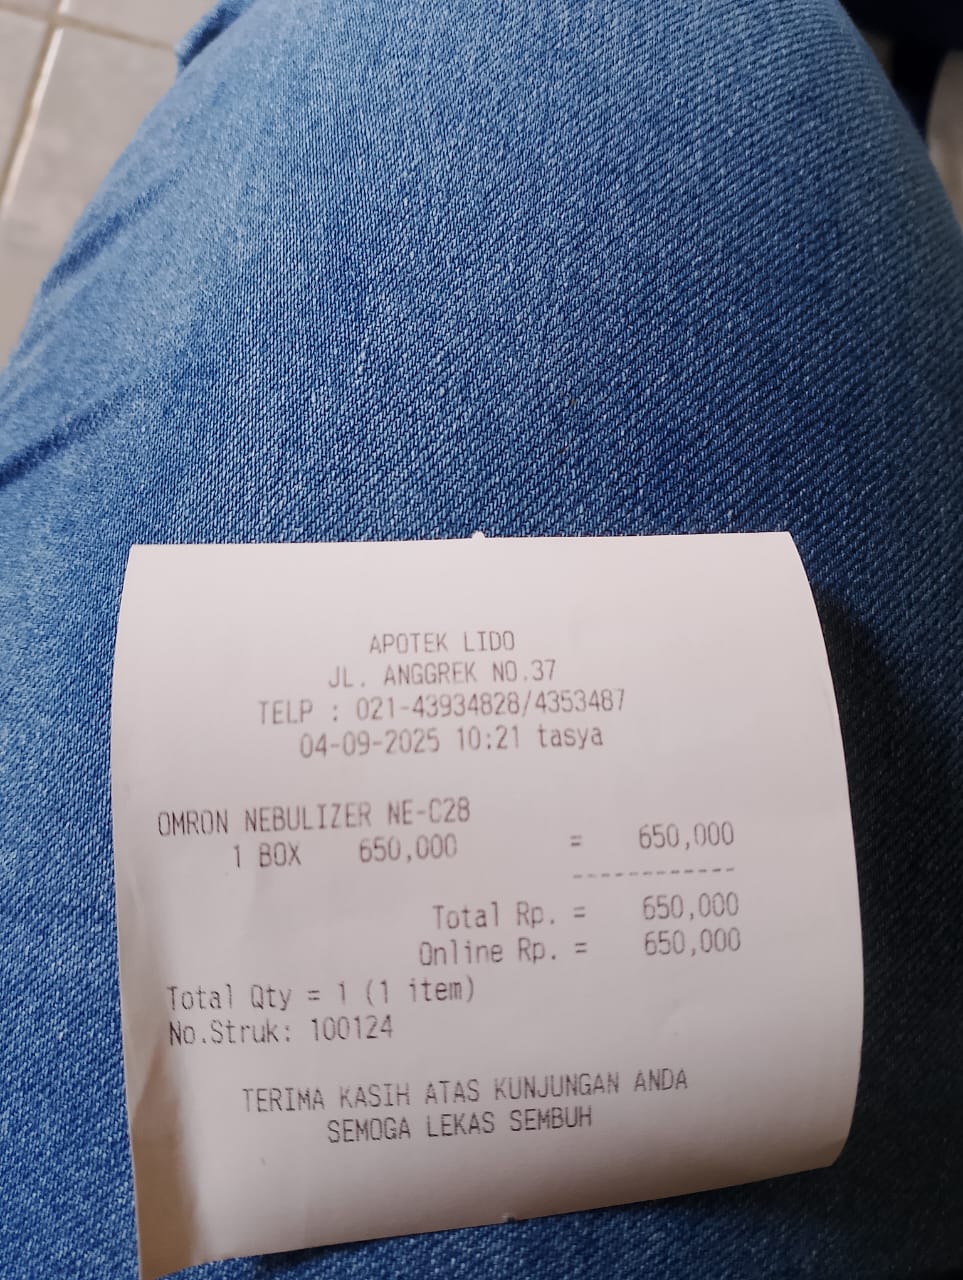 APOTEK LIDO
JL. ANGGREK NO.37
TELP : 021-43934828/4353487
04-09-2025 10:21 tasya
OMRON NEBULIZER NE-C28
1 BOX 650,000 = 650,000
------------
Total Rp. = 650,000
Online Rp. = 650,000
Total Qty = 1 (1 item)
No.Struk: 100124
TERIMA KASIH ATAS KUNJUNGAN ANDA
SEMOGA LEKAS SEMBUH